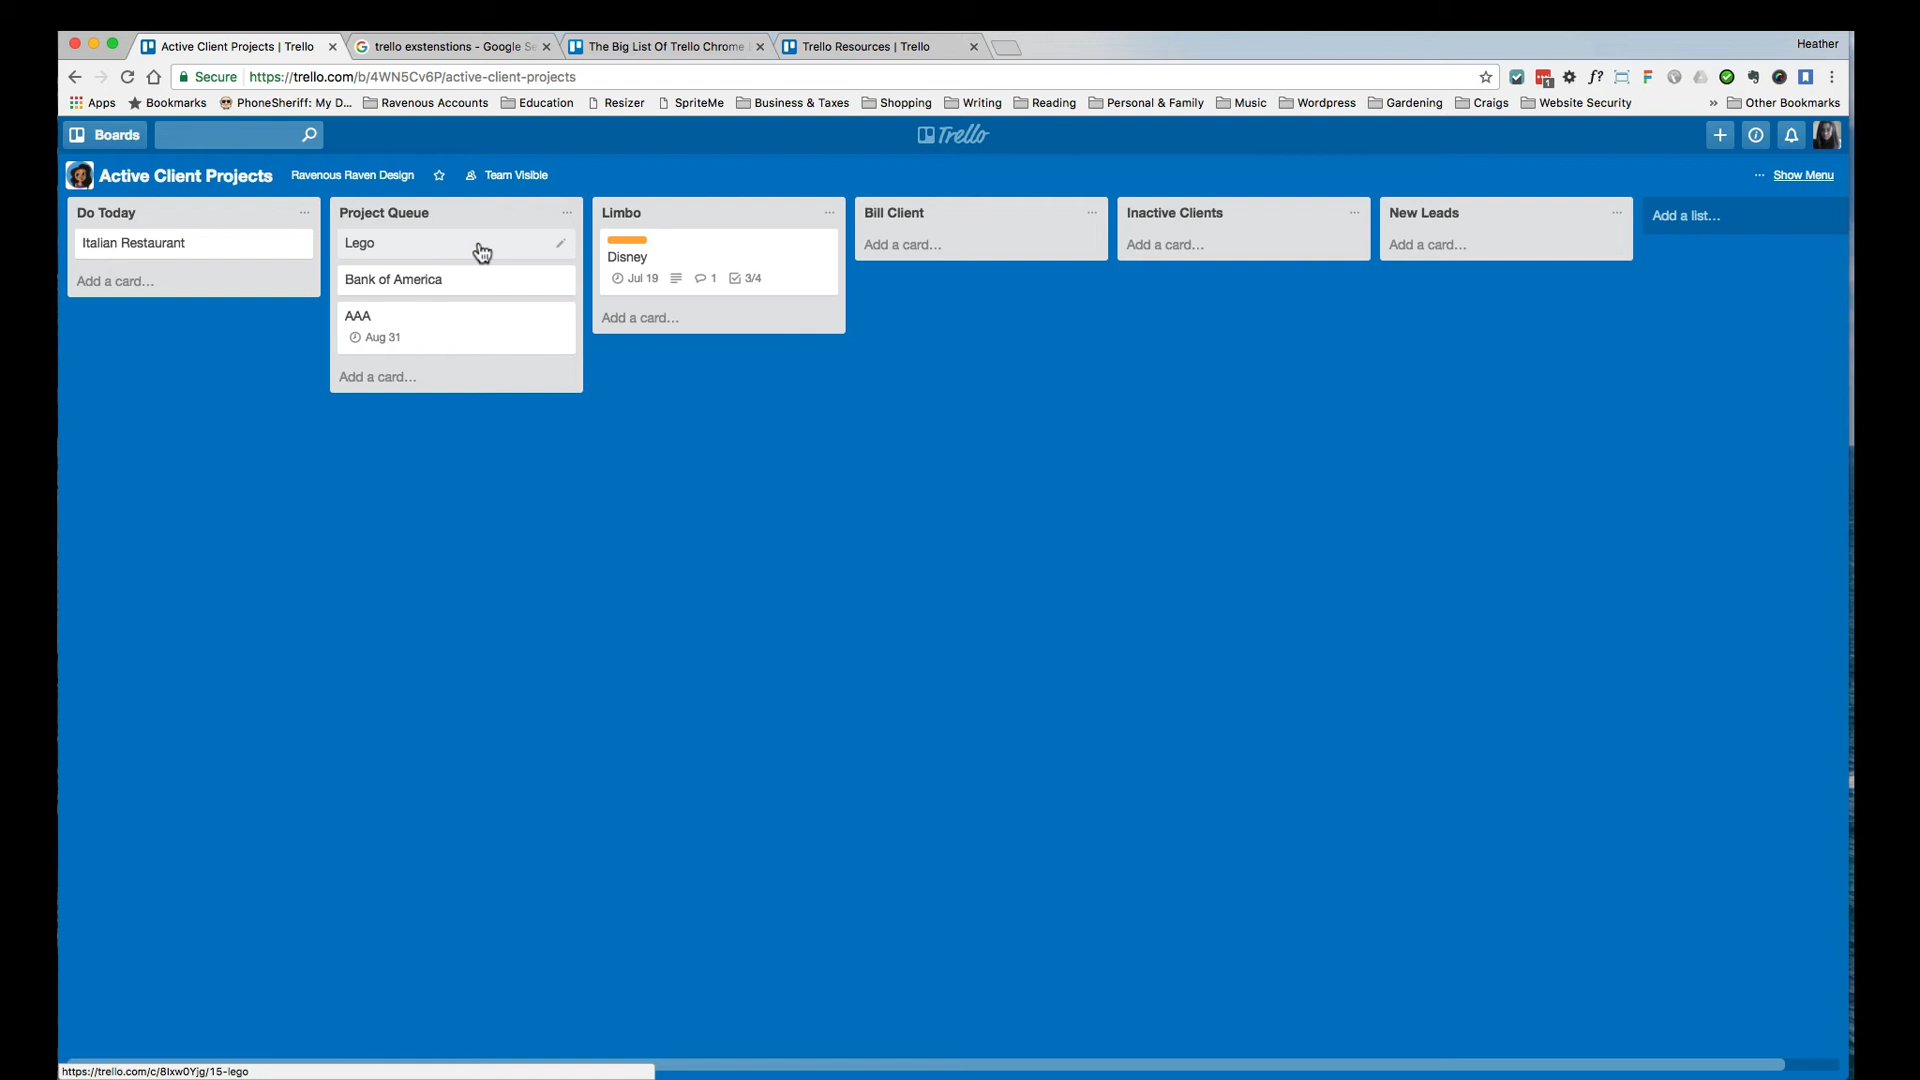 Active Client Projects | Trello
trello exstenstions - Google Se
The Big List Of Trello Chrome
Trello Resources | Trello
Heather
Secure
https://trello.com/b/4WN5Cv6P/active-client-projects
Apps
Bookmarks
PhoneSheriff: My D...
Ravenous Accounts
Education
Resizer
SpriteMe
Business & Taxes
Shopping
Writing
Reading
Personal & Family
Music
Wordpress
Gardening
Craigs
Website Security
»
Other Bookmarks
Boards
Trello
Active Client Projects
Ravenous Raven Design
Team Visible
... Show Menu
Do Today
Italian Restaurant
Add a card...
Project Queue
Lego
Bank of America
AAA
Aug 31
Add a card...
Limbo
Disney
Jul 19
1
3/4
Add a card...
Bill Client
Add a card...
Inactive Clients
Add a card...
New Leads
Add a card...
Add a list...
https://trello.com/c/8Ixw0Yjg/15-lego